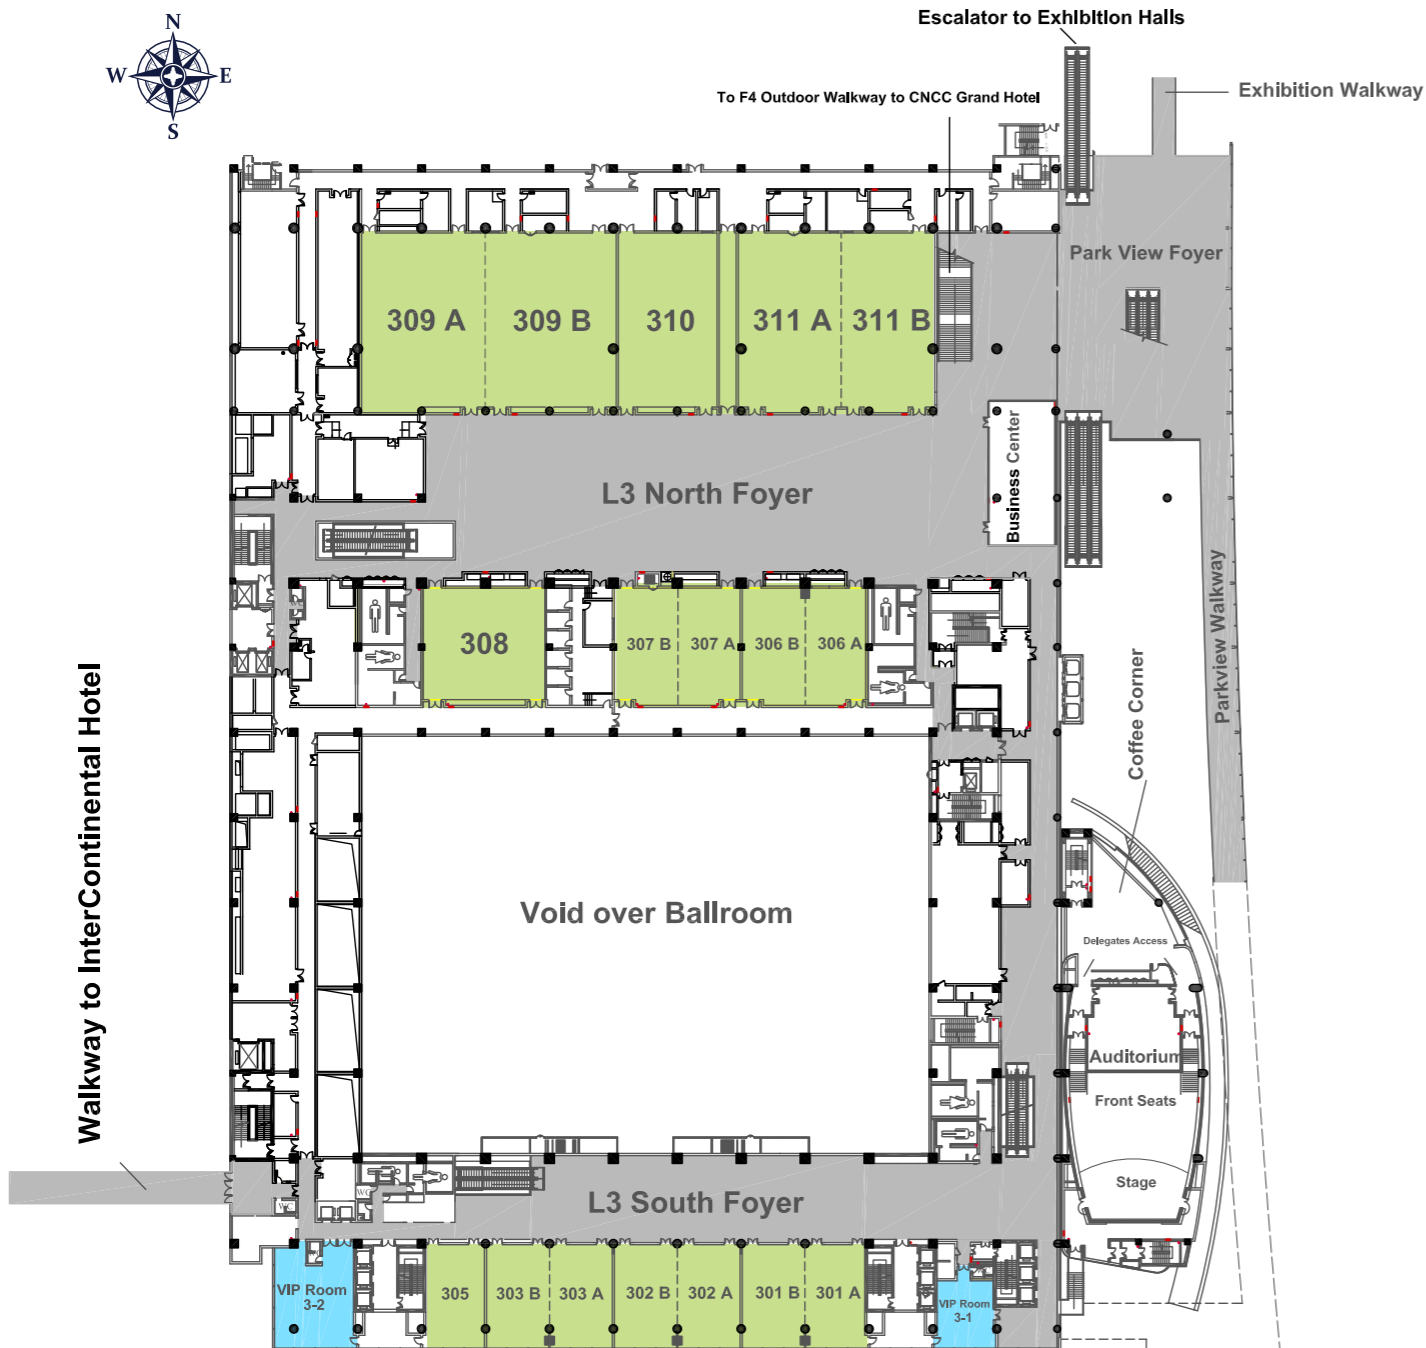 Escalator to Exhibition Halls
N
W
E
S
To F4 Outdoor Walkway to CNCC Grand Hotel
Exhibition Walkway
Park View Foyer
309 A
309 B
310
311 A
311 B
Business Center
L3 North Foyer
308
307 B
307 A
306 B
306 A
Parkview Walkway
Coffee Corner
Walkway to InterContinental Hotel
Void over Ballroom
Delegates Access
Auditorium
Front Seats
Stage
WC
WC
L3 South Foyer
VIP Room
3-2
305
303 B
303 A
302 B
302 A
301 B
301 A
VIP Room
3-1